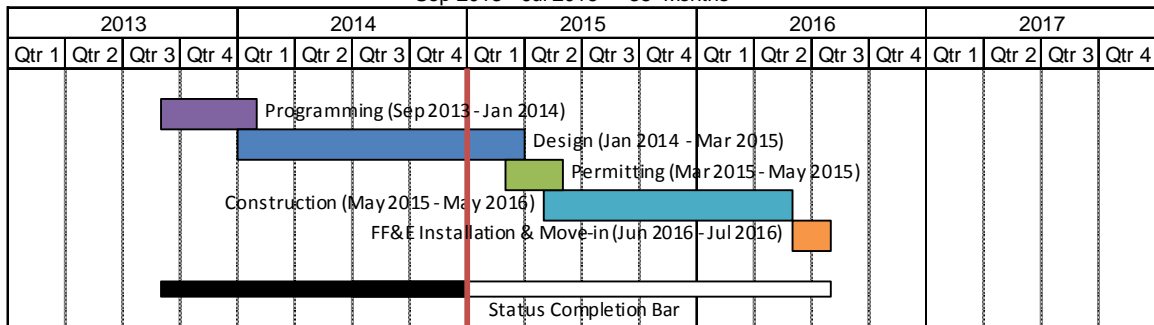 2013 2014 2015 2016 2017
Qtr 1 Qtr 2 Qtr 3 Qtr 4 Qtr 1 Qtr 2 Qtr 3 Qtr 4 Qtr 1 Qtr 2 Qtr 3 Qtr 4 Qtr 1 Qtr 2 Qtr 3 Qtr 4 Qtr 1 Qtr 2 Qtr 3 Qtr 4
Programming (Sep 2013 - Jan 2014)
Design (Jan 2014 - Mar 2015)
Permitting (Mar 2015 - May 2015)
Construction (May 2015 - May 2016)
FF&E Installation & Move-in (Jun 2016 - Jul 2016)
Status Completion Bar